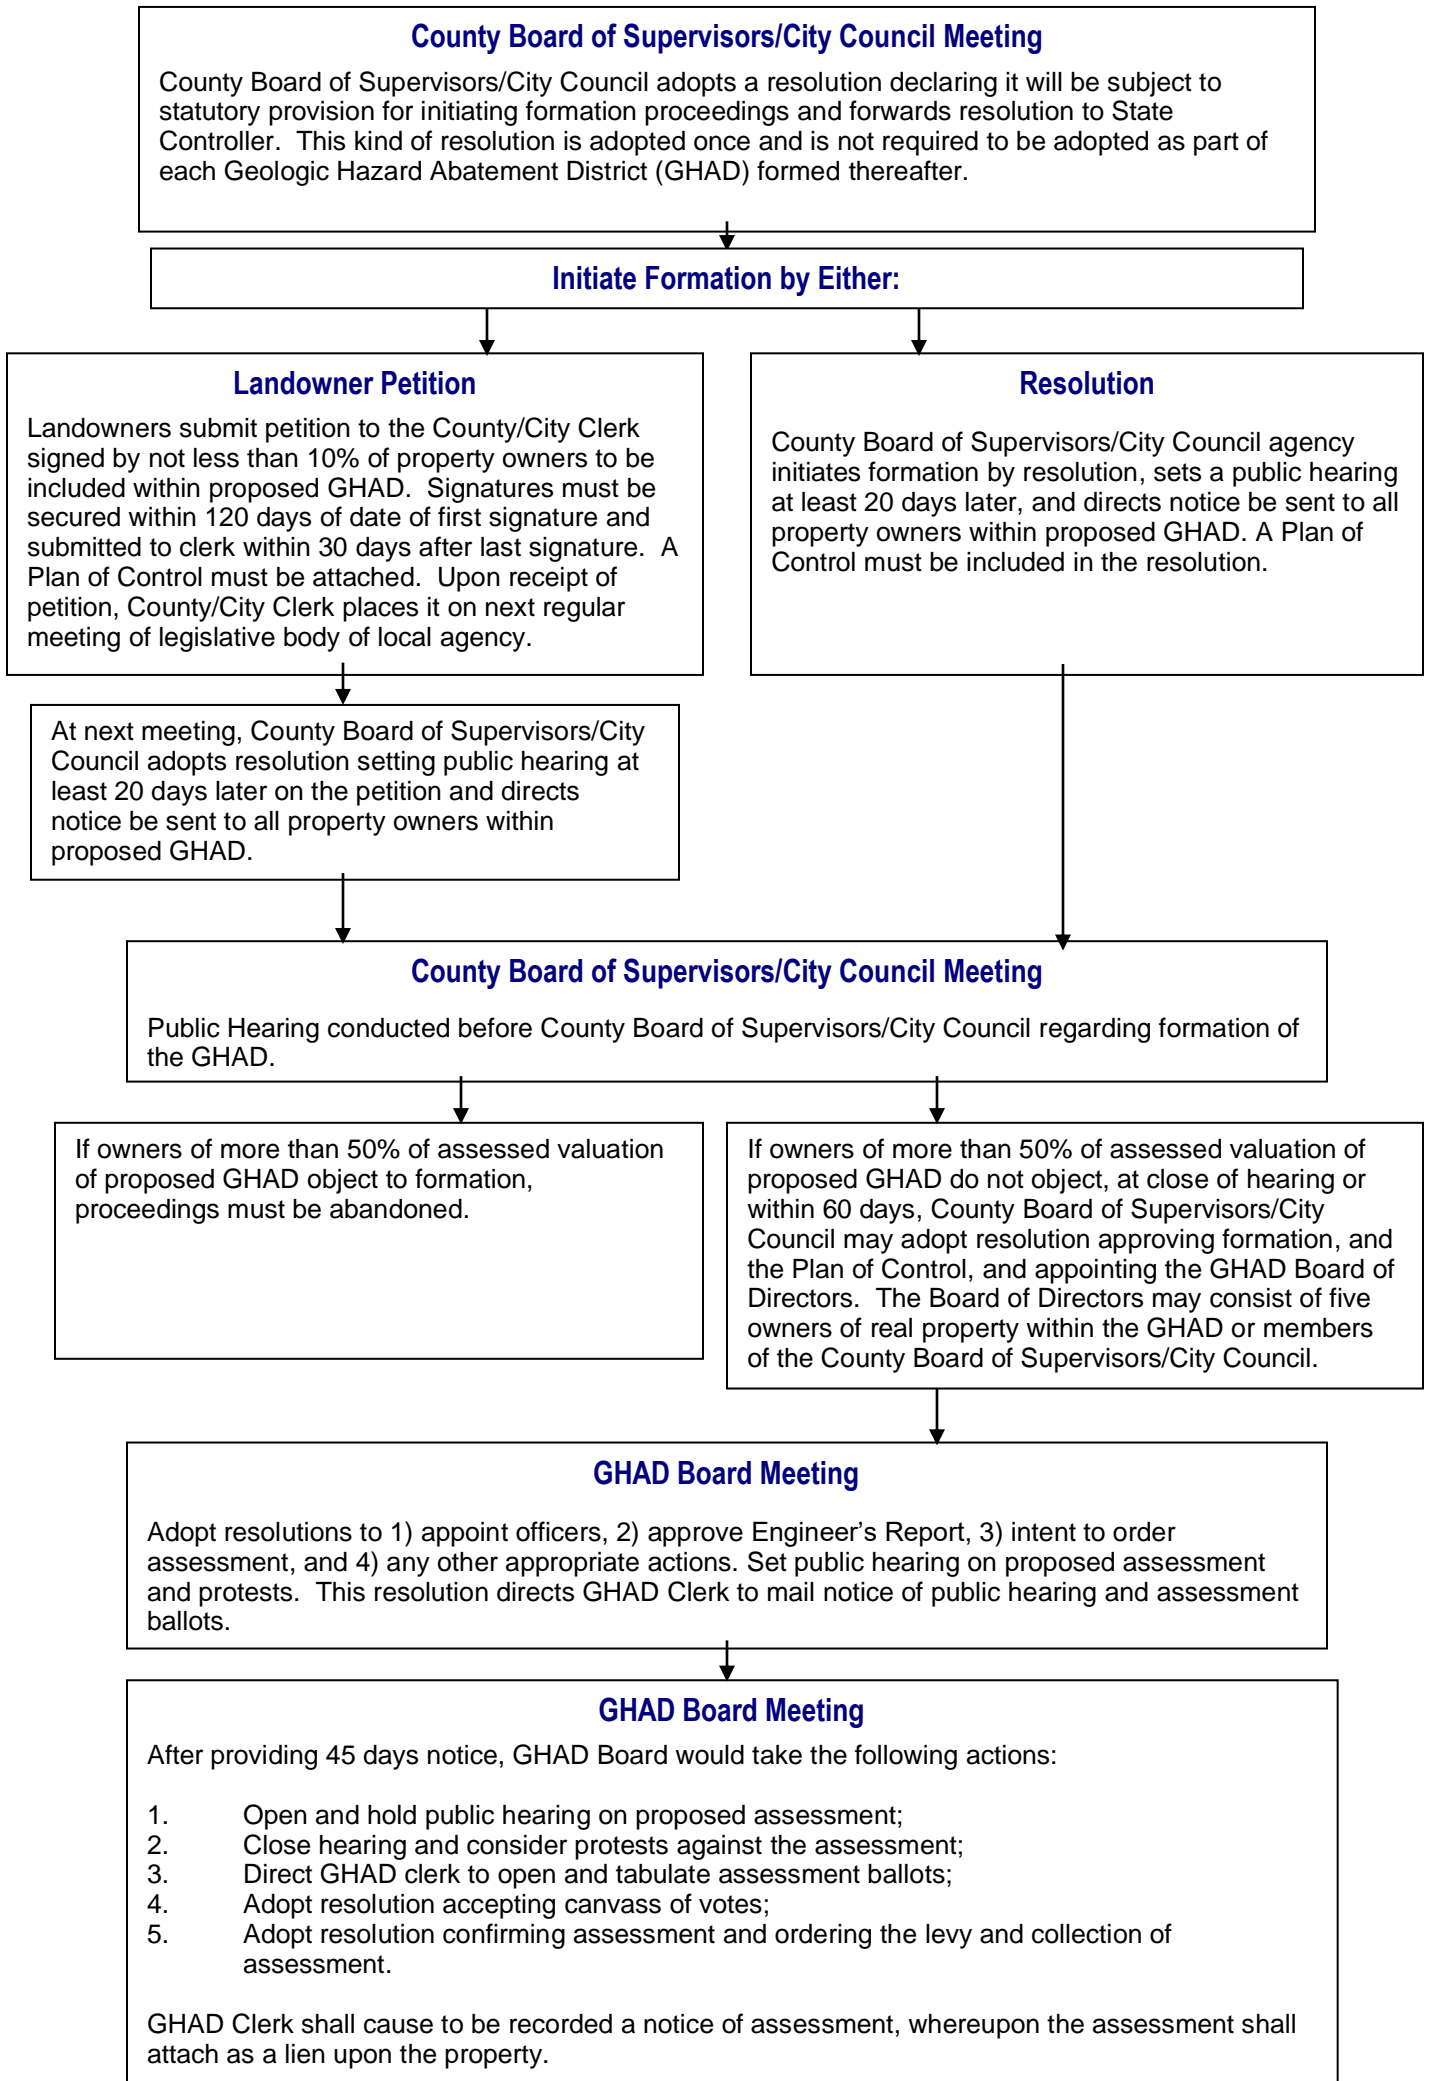 County Board of Supervisors/City Council Meeting
County Board of Supervisors/City Council adopts a resolution declaring it will be subject to
statutory provision for initiating formation proceedings and forwards resolution to State
Controller.  This kind of resolution is adopted once and is not required to be adopted as part of
each Geologic Hazard Abatement District (GHAD) formed thereafter.
Initiate Formation by Either:
Landowner Petition
Landowners submit petition to the County/City Clerk
signed by not less than 10% of property owners to be
included within proposed GHAD.  Signatures must be
secured within 120 days of date of first signature and
submitted to clerk within 30 days after last signature.  A
Plan of Control must be attached.  Upon receipt of
petition, County/City Clerk places it on next regular
meeting of legislative body of local agency.
Resolution
County Board of Supervisors/City Council agency
initiates formation by resolution, sets a public hearing
at least 20 days later, and directs notice be sent to all
property owners within proposed GHAD. A Plan of
Control must be included in the resolution.
At next meeting, County Board of Supervisors/City
Council adopts resolution setting public hearing at
least 20 days later on the petition and directs
notice be sent to all property owners within
proposed GHAD.
County Board of Supervisors/City Council Meeting
Public Hearing conducted before County Board of Supervisors/City Council regarding formation of
the GHAD.
If owners of more than 50% of assessed valuation
of proposed GHAD object to formation,
proceedings must be abandoned.
If owners of more than 50% of assessed valuation of
proposed GHAD do not object, at close of hearing or
within 60 days, County Board of Supervisors/City
Council may adopt resolution approving formation, and
the Plan of Control, and appointing the GHAD Board of
Directors.  The Board of Directors may consist of five
owners of real property within the GHAD or members
of the County Board of Supervisors/City Council.
GHAD Board Meeting
Adopt resolutions to 1) appoint officers, 2) approve Engineer’s Report, 3) intent to order
assessment, and 4) any other appropriate actions. Set public hearing on proposed assessment
and protests.  This resolution directs GHAD Clerk to mail notice of public hearing and assessment
ballots.
GHAD Board Meeting
After providing 45 days notice, GHAD Board would take the following actions:
1. Open and hold public hearing on proposed assessment;
2. Close hearing and consider protests against the assessment;
3. Direct GHAD clerk to open and tabulate assessment ballots;
4. Adopt resolution accepting canvass of votes;
5. Adopt resolution confirming assessment and ordering the levy and collection of
assessment.
GHAD Clerk shall cause to be recorded a notice of assessment, whereupon the assessment shall
attach as a lien upon the property.